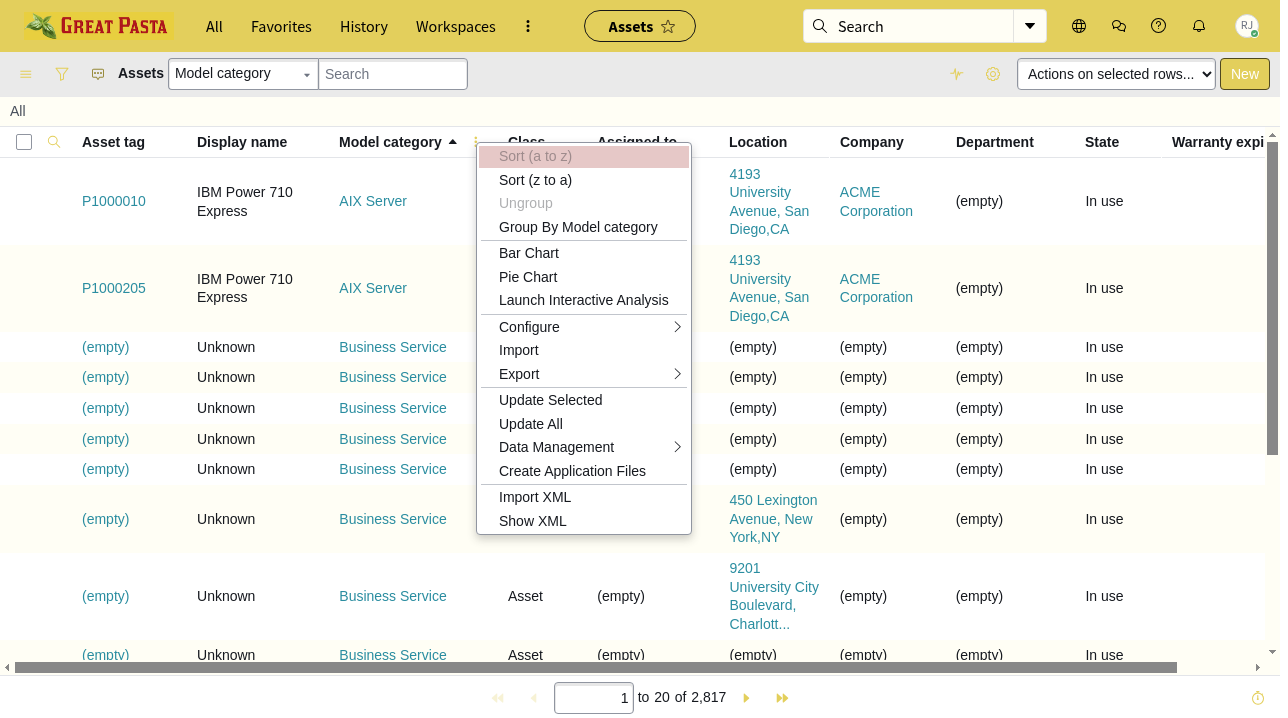 GREAT PASTA All Favorites History Workspaces Assets Search RJ
Assets Model category Search Actions on selected rows... New
All
Asset tag Display name Model category Location Company Department State Warranty expi
Sort (a to z)
Sort (z to a)
Ungroup
Group By Model category
Bar Chart
Pie Chart
Launch Interactive Analysis
Configure
Import
Export
Update Selected
Update All
Data Management
Create Application Files
Import XML
Show XML
P1000010 IBM Power 710 Express AIX Server 4193 University Avenue, San Diego,CA ACME Corporation (empty) In use
P1000205 IBM Power 710 Express AIX Server 4193 University Avenue, San Diego,CA ACME Corporation (empty) In use
(empty) Unknown Business Service (empty) (empty) (empty) In use
(empty) Unknown Business Service (empty) (empty) (empty) In use
(empty) Unknown Business Service (empty) (empty) (empty) In use
(empty) Unknown Business Service (empty) (empty) (empty) In use
(empty) Unknown Business Service (empty) (empty) (empty) In use
(empty) Unknown Business Service 450 Lexington Avenue, New York,NY (empty) (empty) In use
(empty) Unknown Business Service Asset (empty) 9201 University City Boulevard, Charlott... (empty) (empty) In use
(empty) Unknown Business Service Asset (empty) (empty) (empty) (empty) In use
1 to 20 of 2,817